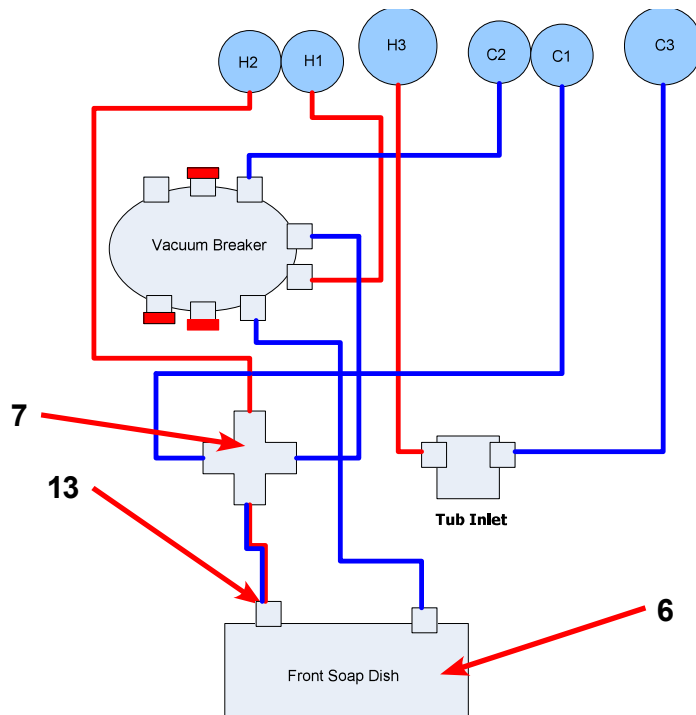 H2
H1
H3
C2
C1
C3
Vacuum Breaker
7
13
Tub Inlet
6
Front Soap Dish